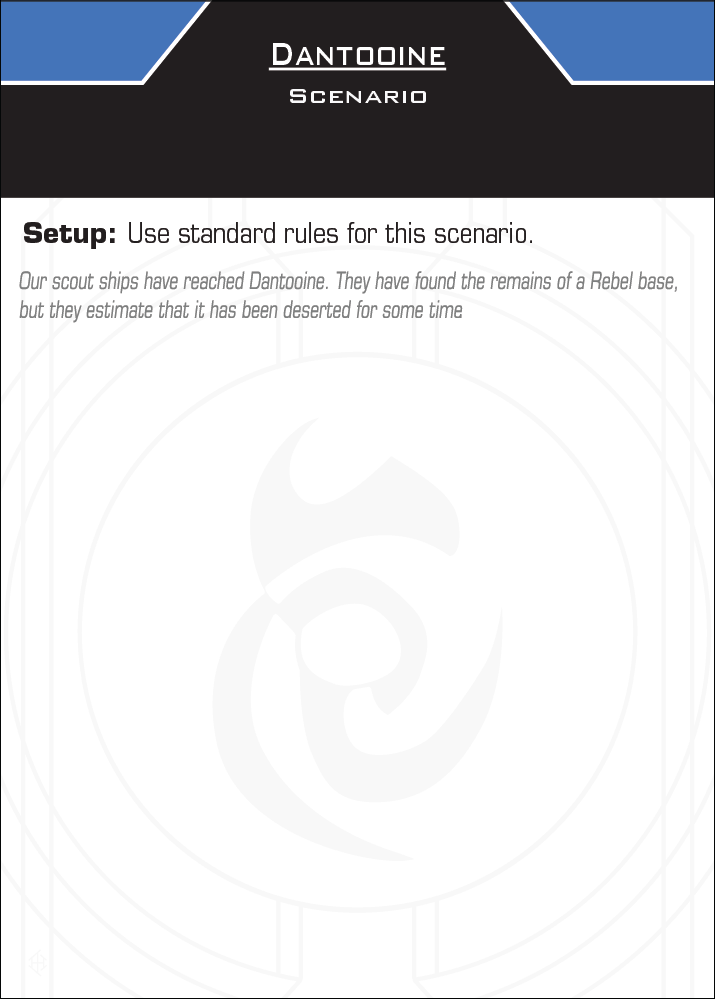 Dantooine
Scenario
Setup: Use standard rules for this scenario.
Our scout ships have reached Dantooine. They have found the remains of a Rebel base,
but they estimate that it has been deserted for some time